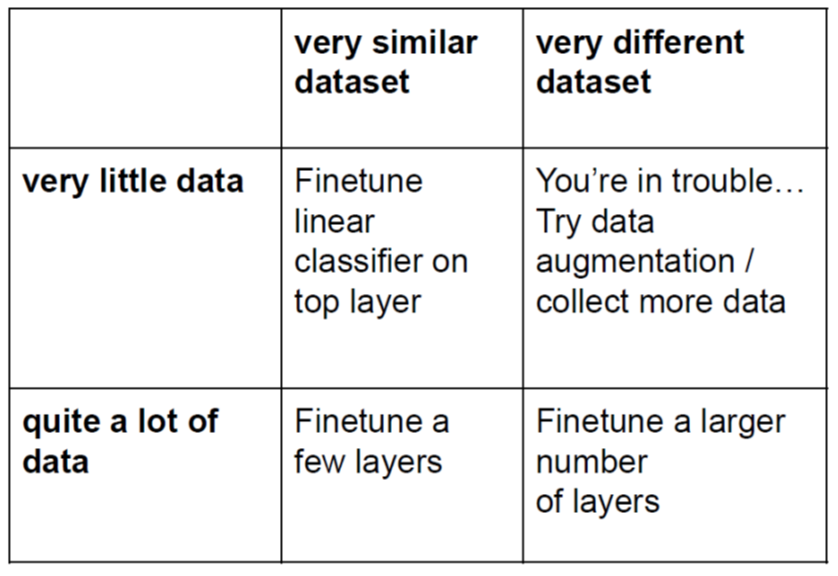 very similar
dataset
very different
dataset
very little data
Finetune
linear
classifier on
top layer
You’re in trouble…
Try data
augmentation /
collect more data
quite a lot of
data
Finetune a
few layers
Finetune a larger
number
of layers